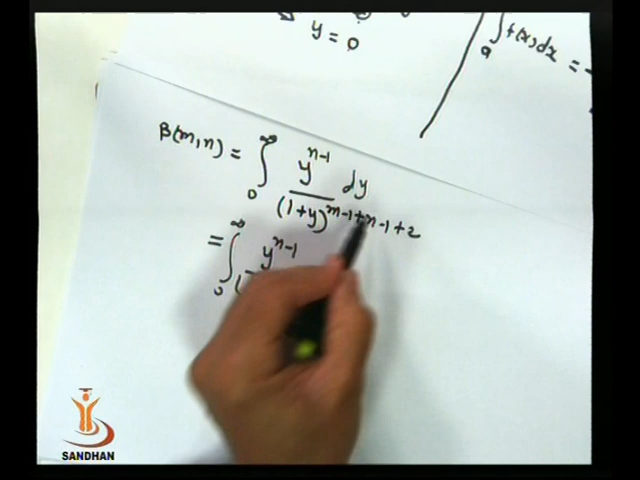 y = 0
∫ₐ f(x) dx = -
β(m,n) = ∫₀^∞ y^(n-1) / (1+y)^(m-1+n-1+2) dy
= ∫₀^∞ y^(n-1)
SANDHAN